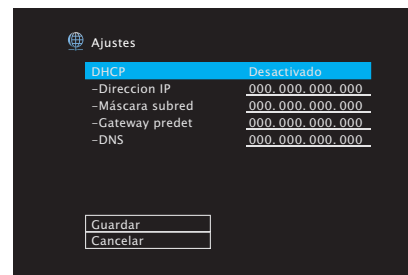 Ajustes
DHCP Desactivado
–Direccion IP 000. 000. 000. 000
–Máscara subred 000. 000. 000. 000
–Gateway predet 000. 000. 000. 000
–DNS 000. 000. 000. 000
Guardar
Cancelar